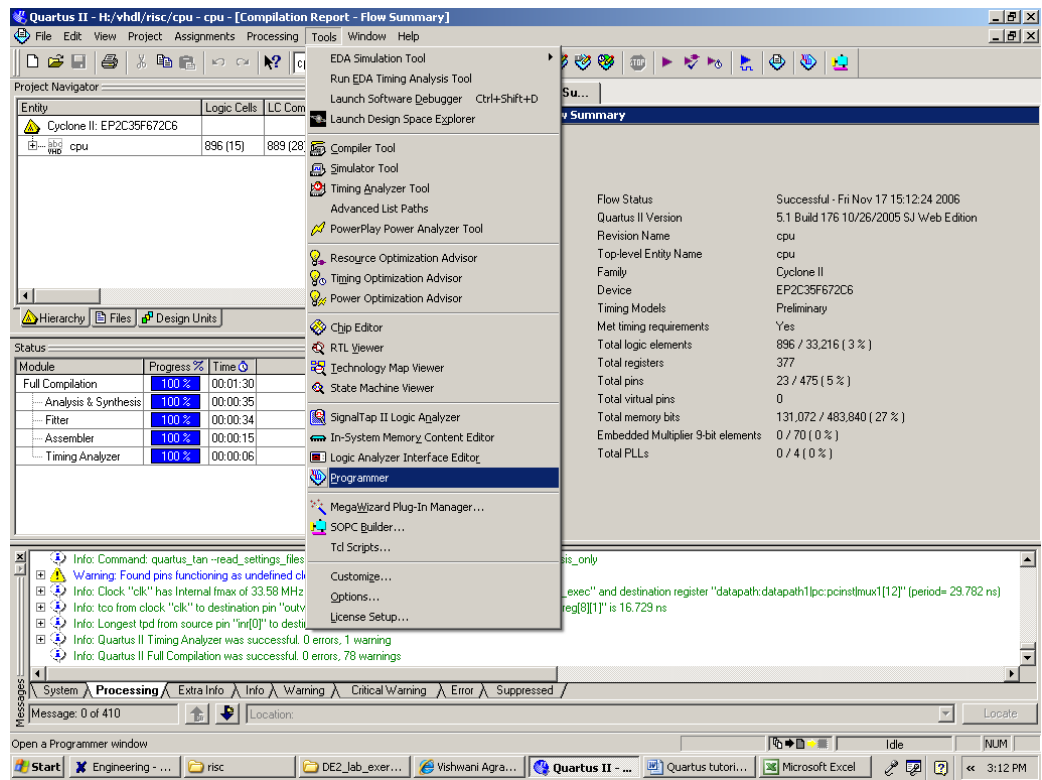 Quartus II - H:/vhdl/risc/cpu - cpu - [Compilation Report - Flow Summary]
File Edit View Project Assignments Processing Tools Window Help
Project Navigator
Entity Logic Cells LC Com
Cyclone II: EP2C35F672C6
abc VHD cpu 896 (15) 889 (28)
Hierarchy Files Design Units
Status
Module Progress % Time
Full Compilation 100 % 00:01:30
Analysis & Synthesis 100 % 00:00:35
Fitter 100 % 00:00:34
Assembler 100 % 00:00:15
Timing Analyzer 100 % 00:00:06
EDA Simulation Tool
Run EDA Timing Analysis Tool
Launch Software Debugger Ctrl+Shift+D
Launch Design Space Explorer
Compiler Tool
Simulator Tool
Timing Analyzer Tool
Advanced List Paths
PowerPlay Power Analyzer Tool
Resource Optimization Advisor
Timing Optimization Advisor
Power Optimization Advisor
Chip Editor
RTL Viewer
Technology Map Viewer
State Machine Viewer
SignalTap II Logic Analyzer
In-System Memory Content Editor
Logic Analyzer Interface Editor
Programmer
MegaWizard Plug-In Manager...
SOPC Builder...
Tcl Scripts...
Customize...
Options...
License Setup...
STOP
Su...
w Summary
Flow Status Successful - Fri Nov 17 15:12:24 2006
Quartus II Version 5.1 Build 176 10/26/2005 SJ Web Edition
Revision Name cpu
Top-level Entity Name cpu
Family Cyclone II
Device EP2C35F672C6
Timing Models Preliminary
Met timing requirements Yes
Total logic elements 896 / 33,216 ( 3 % )
Total registers 377
Total pins 23 / 475 ( 5 % )
Total virtual pins 0
Total memory bits 131,072 / 483,840 ( 27 % )
Embedded Multiplier 9-bit elements 0 / 70 ( 0 % )
Total PLLs 0 / 4 ( 0 % )
Info: Command: quartus_tan --read_settings_files sis_only
Warning: Found pins functioning as undefined cl
Info: Clock "clk" has Internal fmax of 33.58 MHz _exec" and destination register "datapath:datapath1|pc:pcinst|mux1[12]" (period= 29.782 ns)
Info: tco from clock "clk" to destination pin "outv reg[8][1]" is 16.729 ns
Info: Longest tpd from source pin "inr[0]" to desti
Info: Quartus II Timing Analyzer was successful. 0 errors, 1 warning
Info: Quartus II Full Compilation was successful. 0 errors, 78 warnings
Messages
System Processing Extra Info Info Warning Critical Warning Error Suppressed
Message: 0 of 410 Location: Locate
Open a Programmer window Idle NUM
Start Engineering - ... risc DE2_lab_exer... Vishwani Agra... Quartus II - ... Quartus tutori... Microsoft Excel 3:12 PM